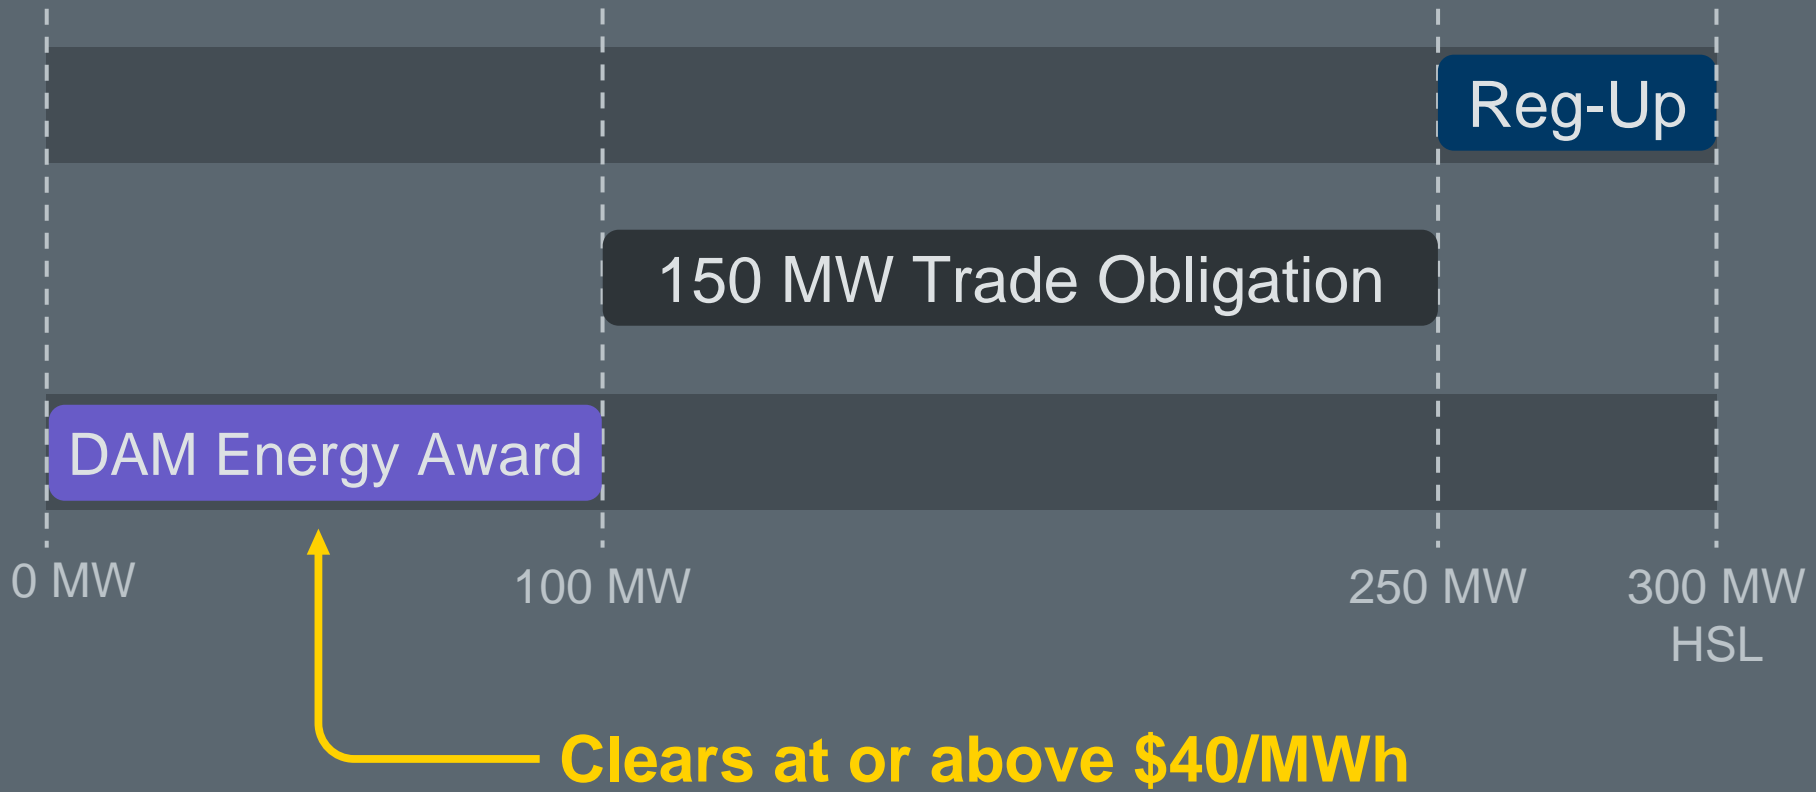 Reg-Up
150 MW Trade Obligation
DAM Energy Award
0 MW
100 MW
250 MW
300 MW
HSL
Clears at or above $40/MWh